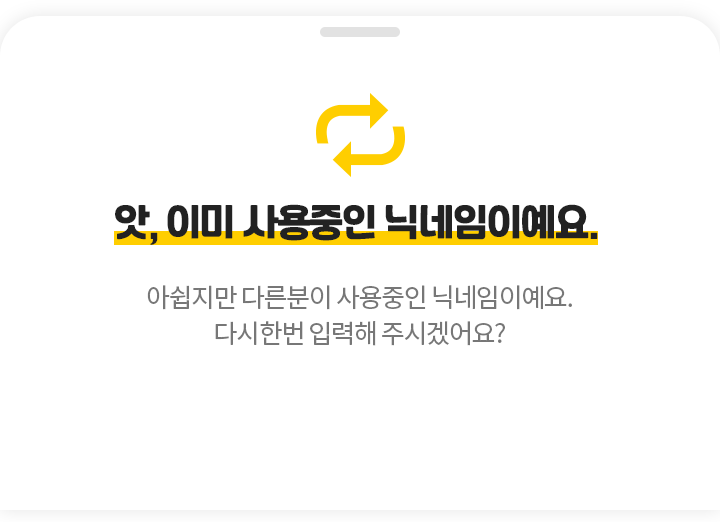 앗, 이미 사용중인 닉네임이예요.
아쉽지만 다른분이 사용중인 닉네임이예요.
다시한번 입력해 주시겠어요?